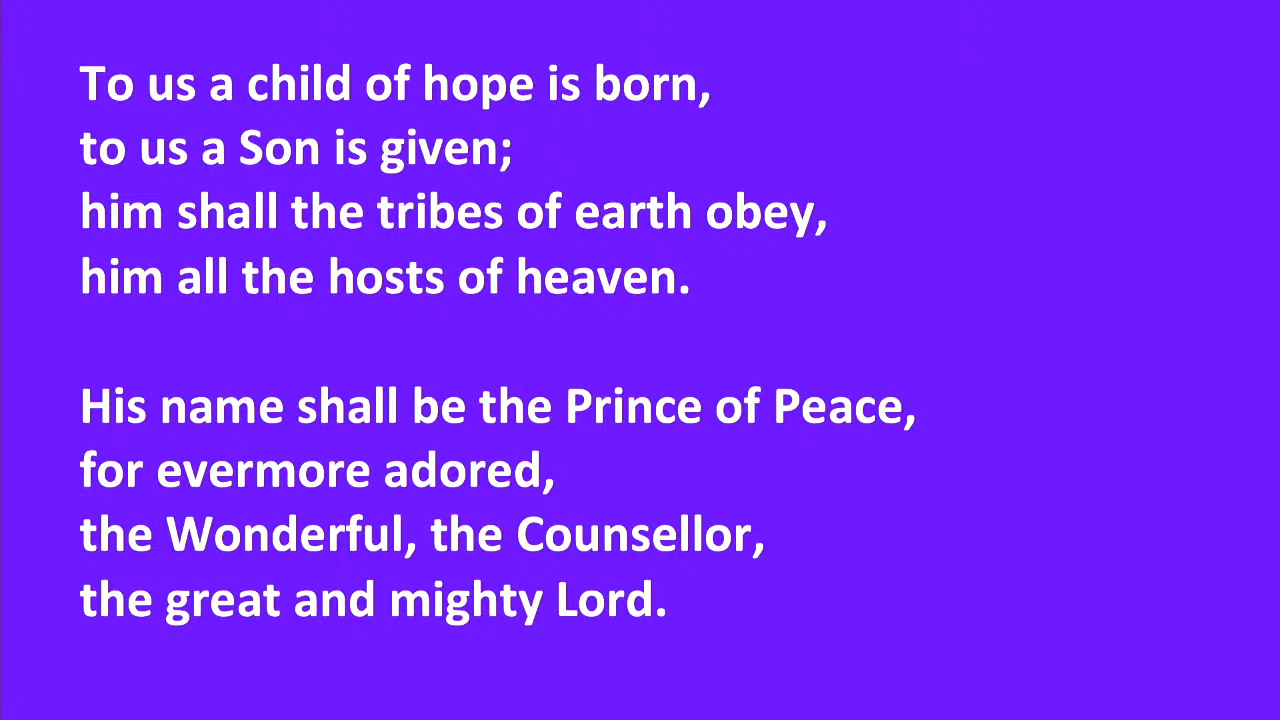 To us a child of hope is born,
to us a Son is given;
him shall the tribes of earth obey,
him all the hosts of heaven.
His name shall be the Prince of Peace,
for evermore adored,
the Wonderful, the Counsellor,
the great and mighty Lord.